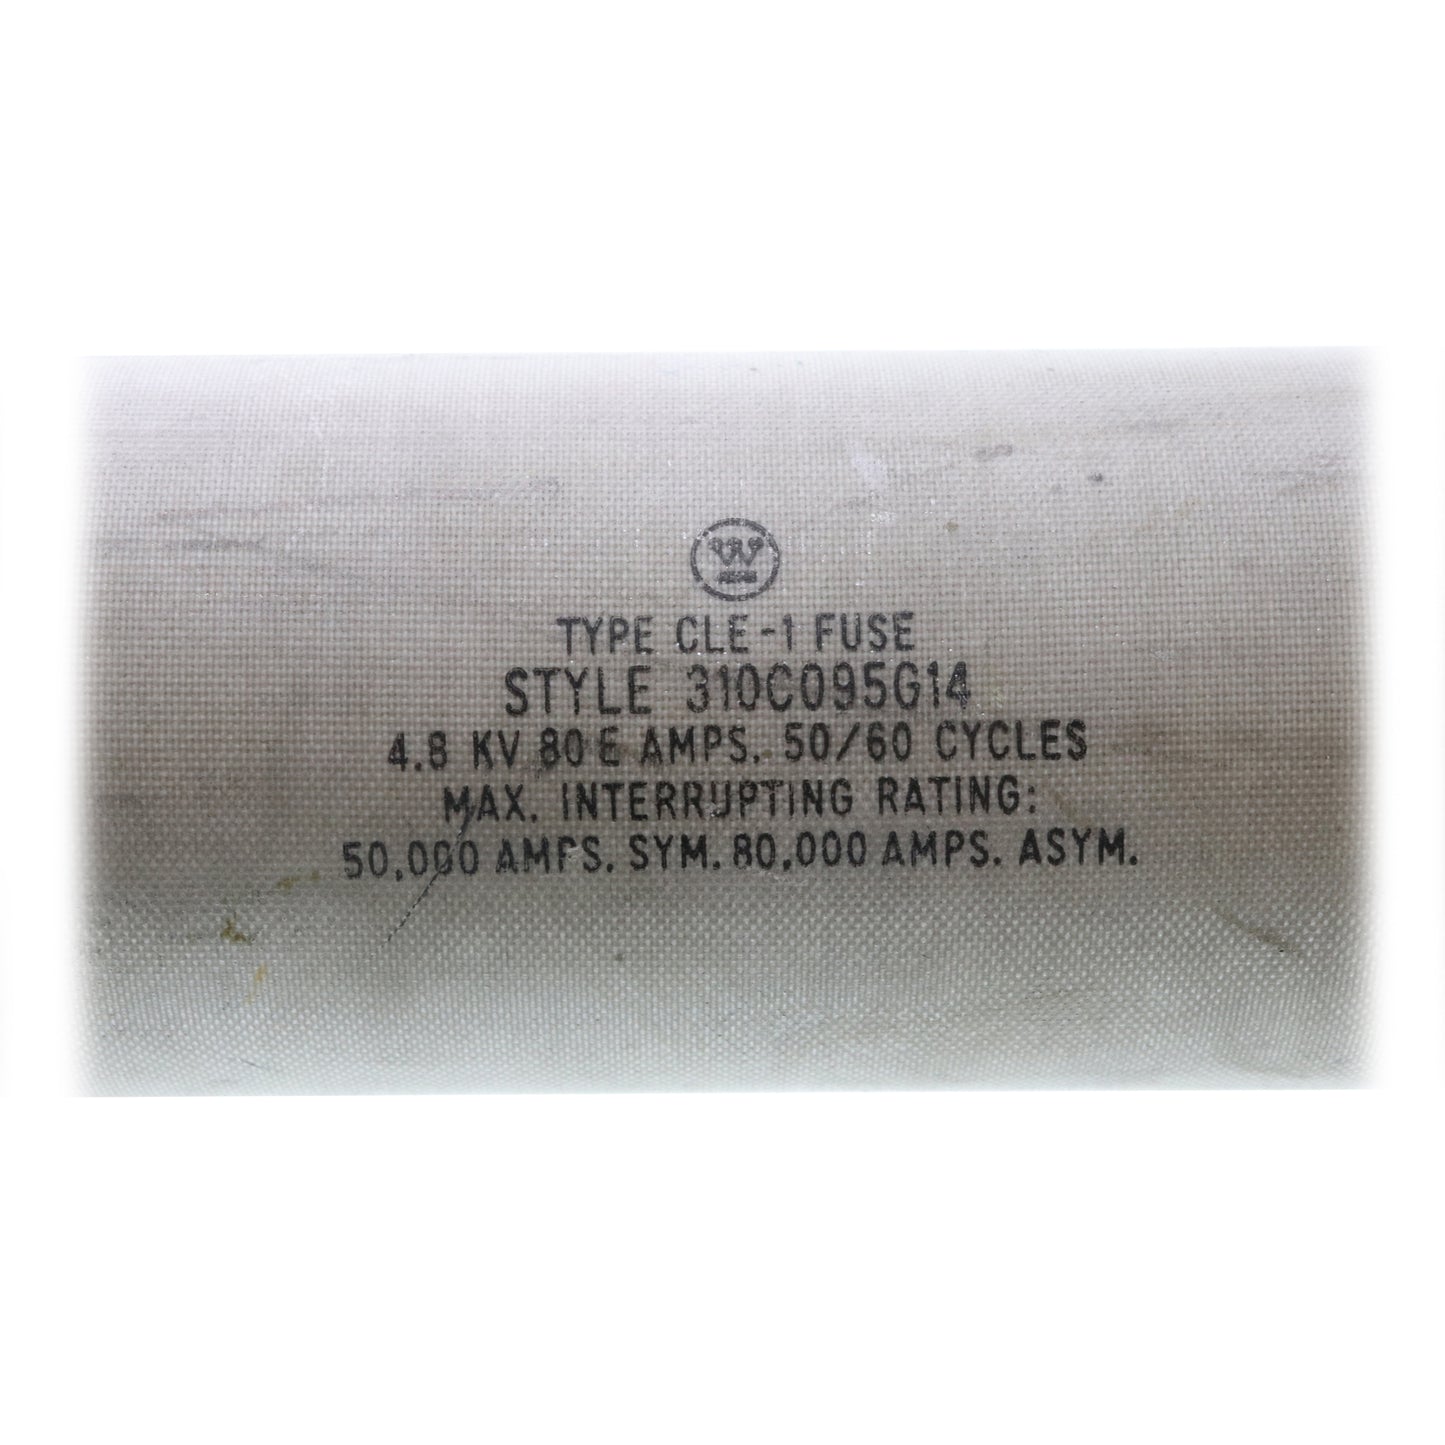 W
TYPE CLE-1 FUSE
STYLE 310C095G14
4.8 KV 80E AMPS. 50/60 CYCLES
MAX. INTERRUPTING RATING:
50,000 AMPS. SYM. 80,000 AMPS. ASYM.